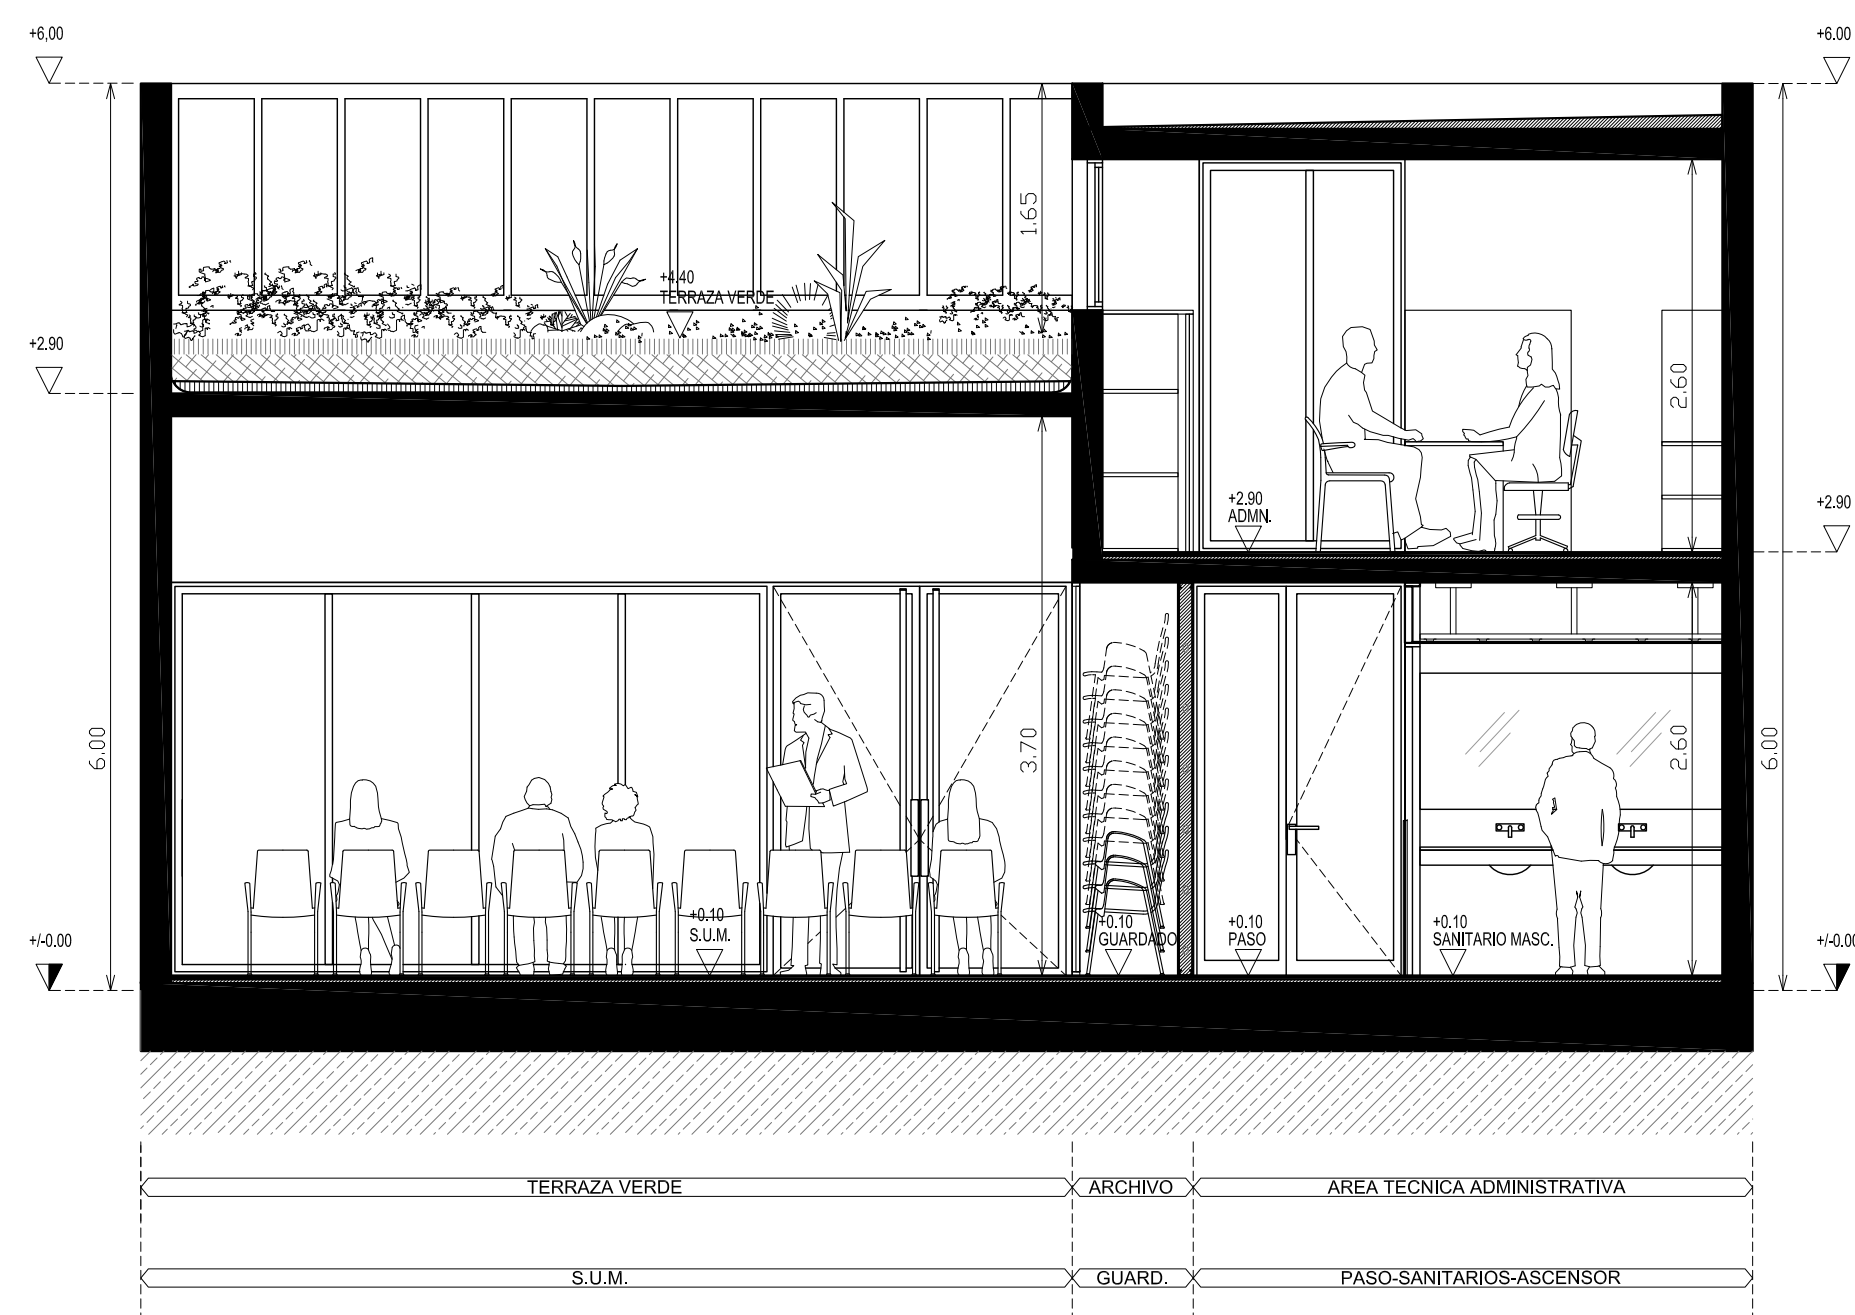 +6,00
+6.00
1.65
+4.40
TERRAZA VERDE
+2.90
2.60
+2.90
ADMN.
+2.90
6.00
3.70
2.60
6.00
+0.10
S.U.M.
+0.10
GUARDADO
+0.10
PASO
+0.10
SANITARIO MASC.
+/-0.00
+/-0.00
TERRAZA VERDE
ARCHIVO
AREA TECNICA ADMINISTRATIVA
S.U.M.
GUARD.
PASO-SANITARIOS-ASCENSOR